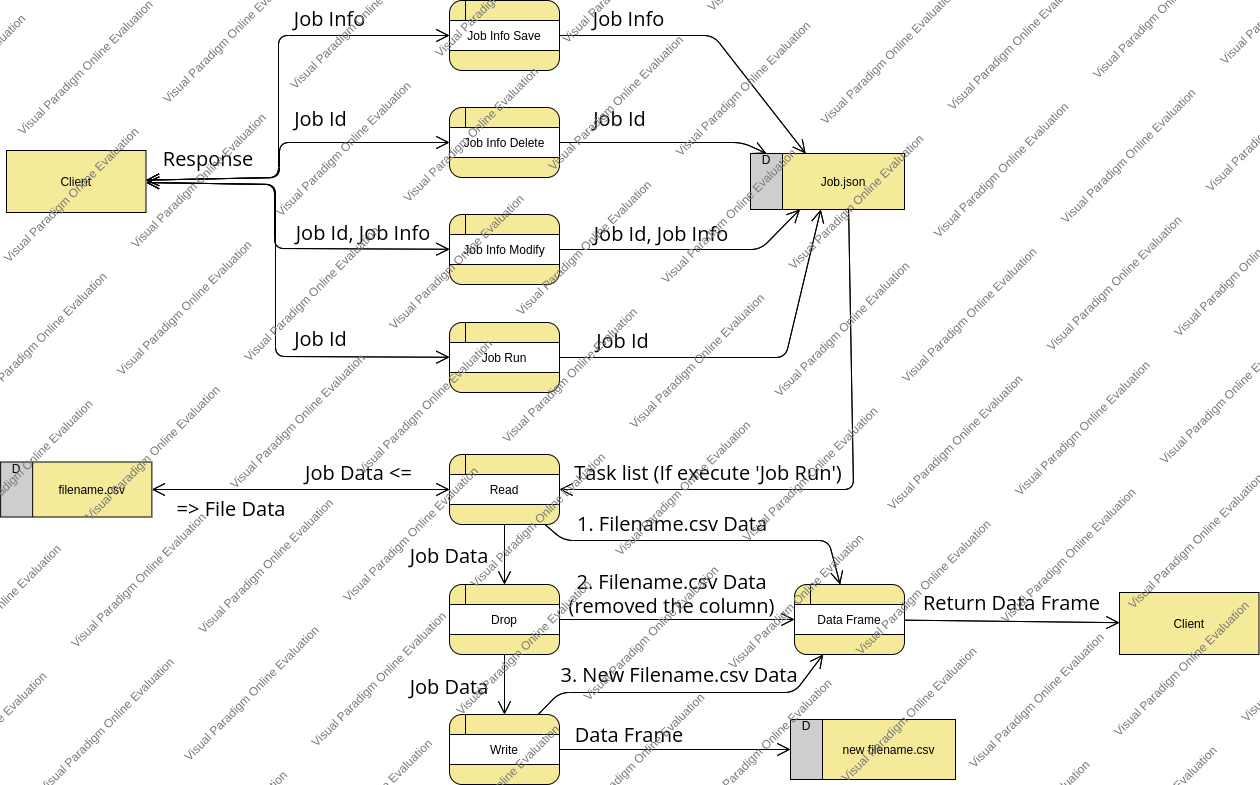 Job Info
Job Info Save
Job Info
Job Id
Job Info Delete
Job Id
Response
Client
D
Job.json
Job Id, Job Info
Job Info Modify
Job Id, Job Info
Job Id
Job Run
Job Id
D
filename.csv
Job Data <=
=> File Data
Read
Task list (If execute 'Job Run')
1. Filename.csv Data
Job Data
2. Filename.csv Data
(removed the column)
Drop
Data Frame
Return Data Frame
Client
Job Data
3. New Filename.csv Data
Write
Data Frame
D
new filename.csv
Visual Paradigm Online Evaluation